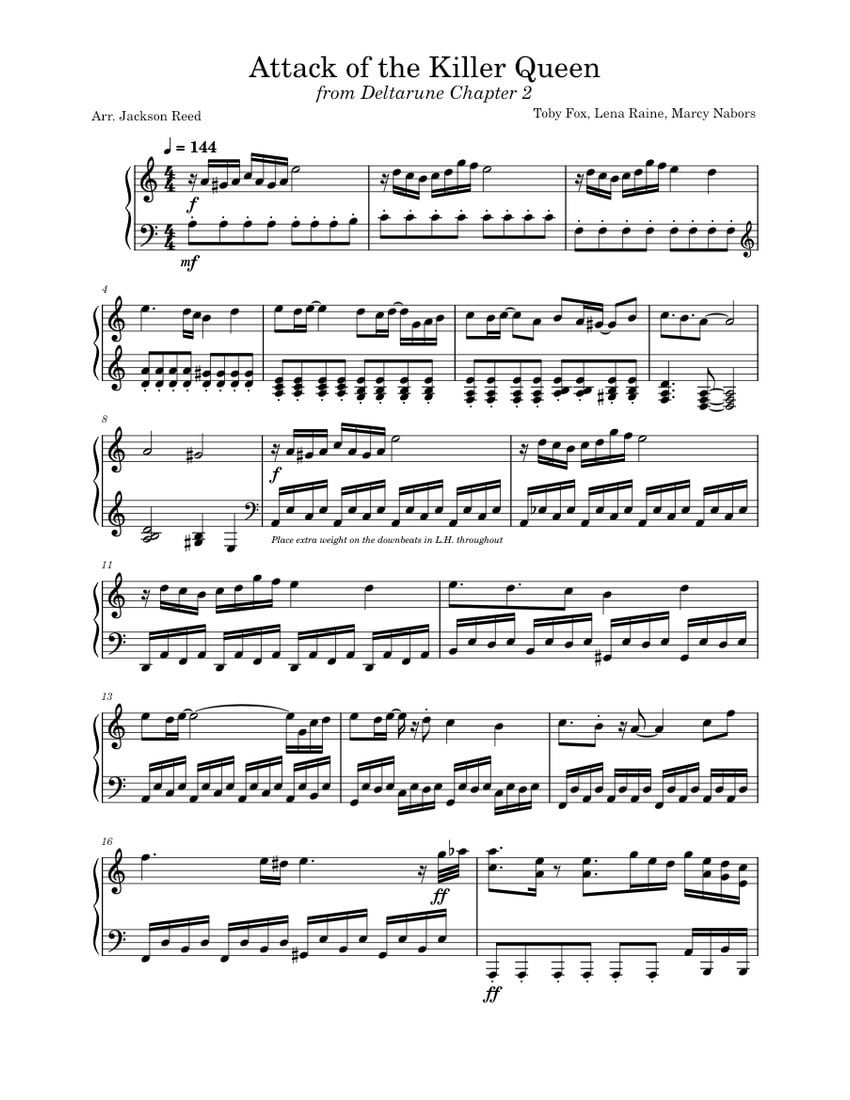 Attack of the Killer Queen
from Deltarune Chapter 2
Arr. Jackson Reed
Toby Fox, Lena Raine, Marcy Nabors
♩ = 144
f
mf
4
8
f
Place extra weight on the downbeats in L.H. throughout
11
13
16
ff
ff